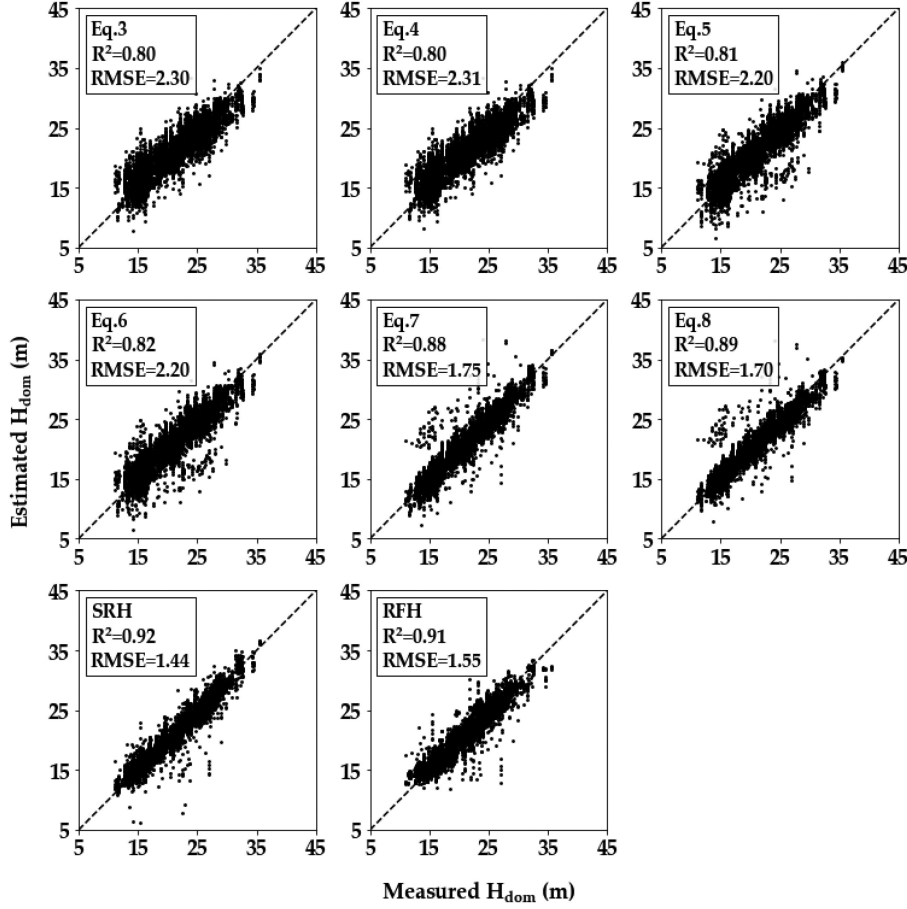 45
35
25
15
5
Eq.3
R²=0.80
RMSE=2.30
5 15 25 35 45
45
35
25
15
5
Eq.4
R²=0.80
RMSE=2.31
5 15 25 35 45
45
35
25
15
5
Eq.5
R²=0.81
RMSE=2.20
5 15 25 35 45
Estimated H_dom (m)
45
35
25
15
5
Eq.6
R²=0.82
RMSE=2.20
5 15 25 35 45
45
35
25
15
5
Eq.7
R²=0.88
RMSE=1.75
5 15 25 35 45
45
35
25
15
5
Eq.8
R²=0.89
RMSE=1.70
5 15 25 35 45
45
35
25
15
5
SRH
R²=0.92
RMSE=1.44
5 15 25 35 45
45
35
25
15
5
RFH
R²=0.91
RMSE=1.55
5 15 25 35 45
Measured H_dom (m)